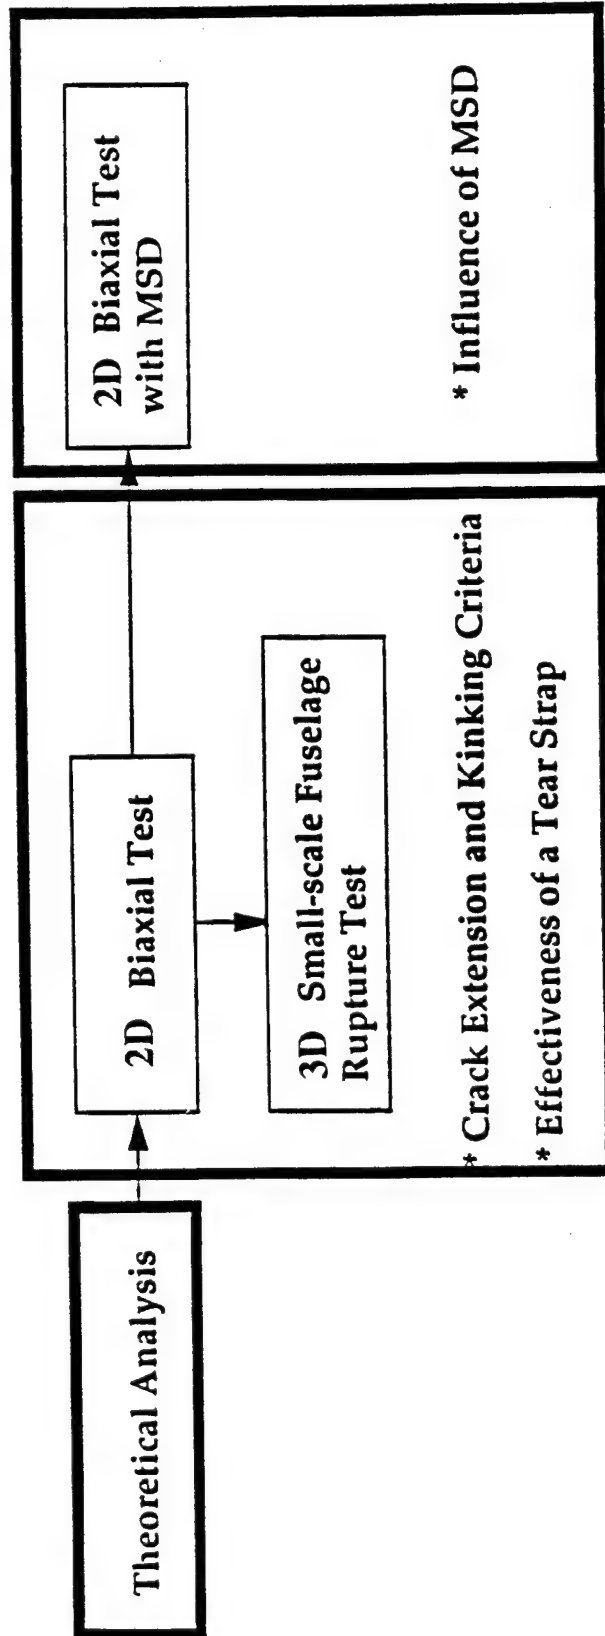 Theoretical Analysis
2D Biaxial Test
3D Small-scale Fuselage
Rupture Test
* Crack Extension and Kinking Criteria
* Effectiveness of a Tear Strap
2D Biaxial Test
with MSD
* Influence of MSD